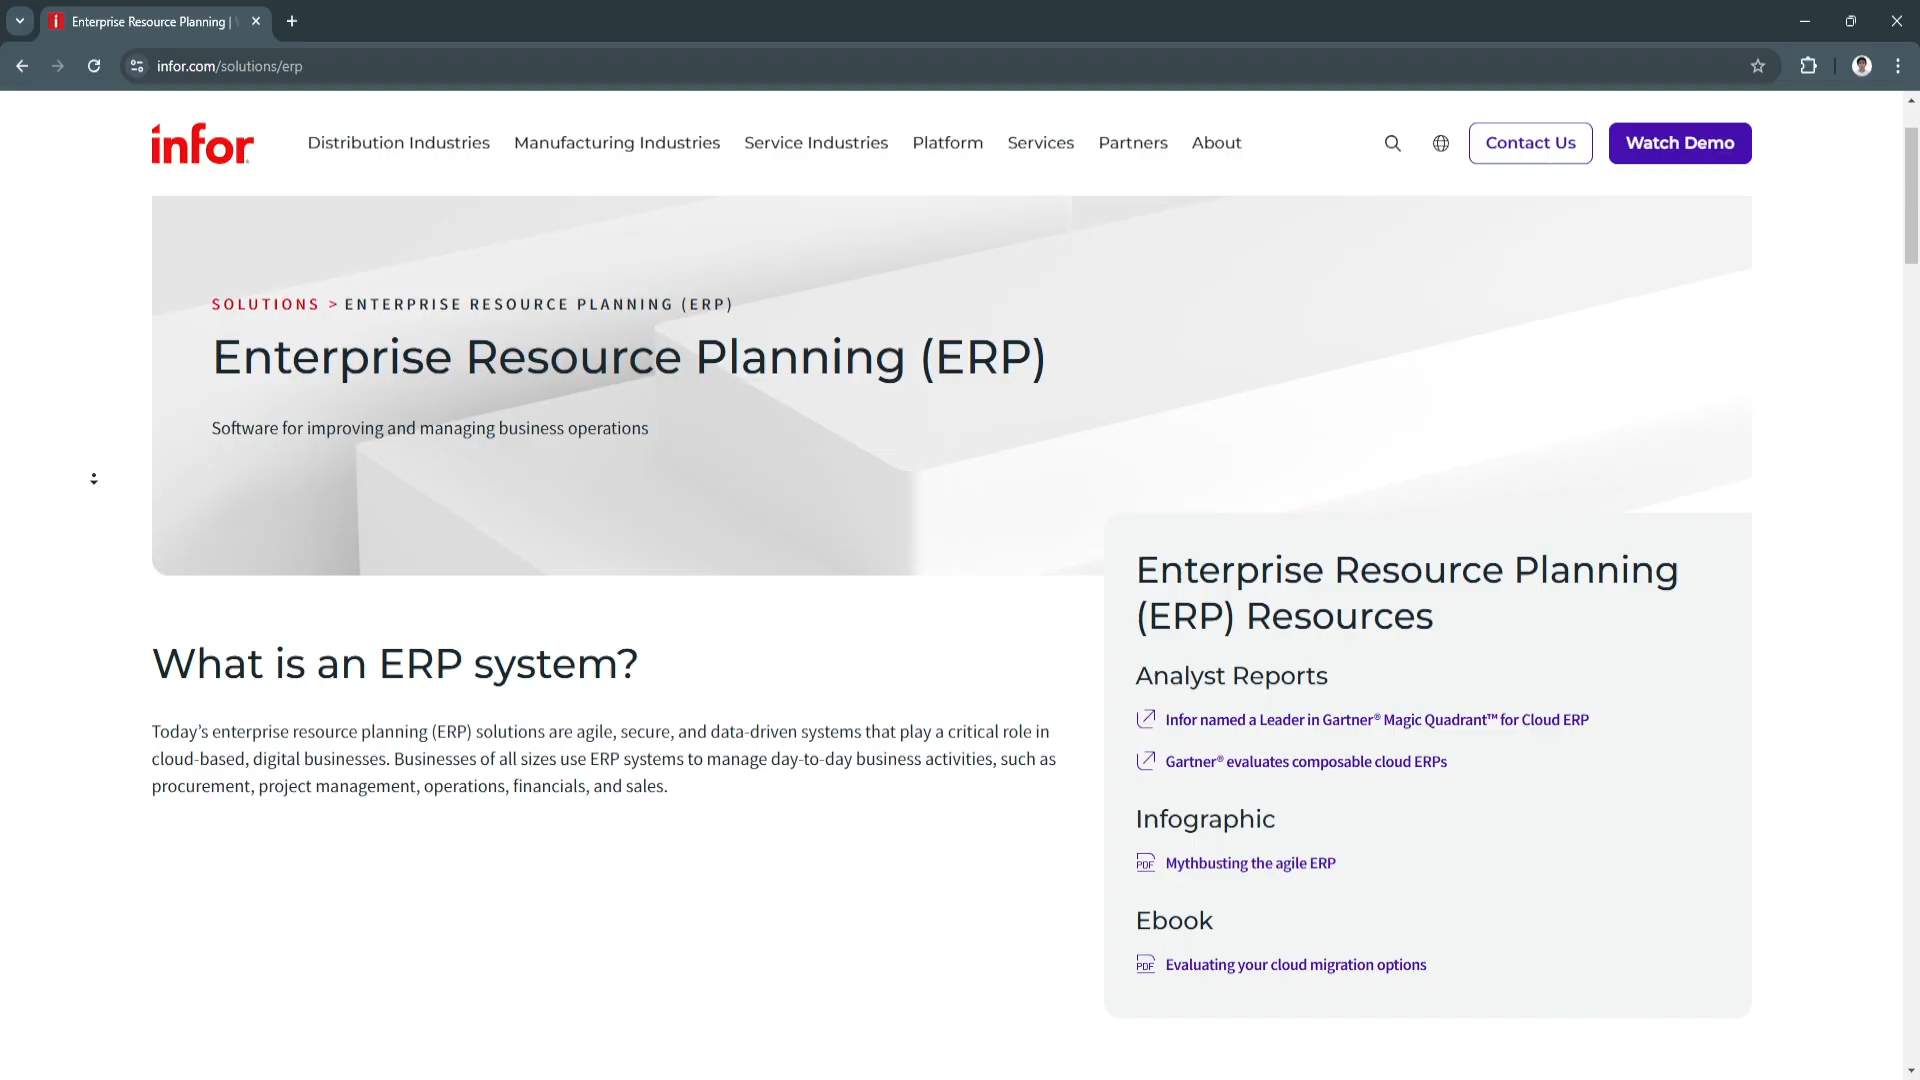 Enterprise Resource Planning |
infor.com/solutions/erp
infor
Distribution Industries
Manufacturing Industries
Service Industries
Platform
Services
Partners
About
Contact Us
Watch Demo
SOLUTIONS > ENTERPRISE RESOURCE PLANNING (ERP)
Enterprise Resource Planning (ERP)
Software for improving and managing business operations
What is an ERP system?
Today’s enterprise resource planning (ERP) solutions are agile, secure, and data-driven systems that play a critical role in
cloud-based, digital businesses. Businesses of all sizes use ERP systems to manage day-to-day business activities, such as
procurement, project management, operations, financials, and sales.
Enterprise Resource Planning
(ERP) Resources
Analyst Reports
Infor named a Leader in Gartner® Magic Quadrant™ for Cloud ERP
Gartner® evaluates composable cloud ERPs
Infographic
PDF Mythbusting the agile ERP
Ebook
PDF Evaluating your cloud migration options